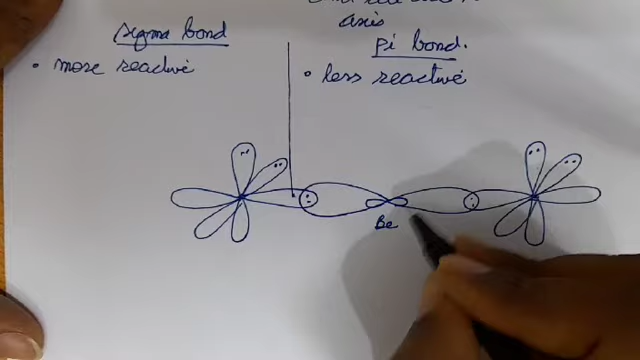 axis
sigma bond
• more reactive
pi bond.
• less reactive
Be